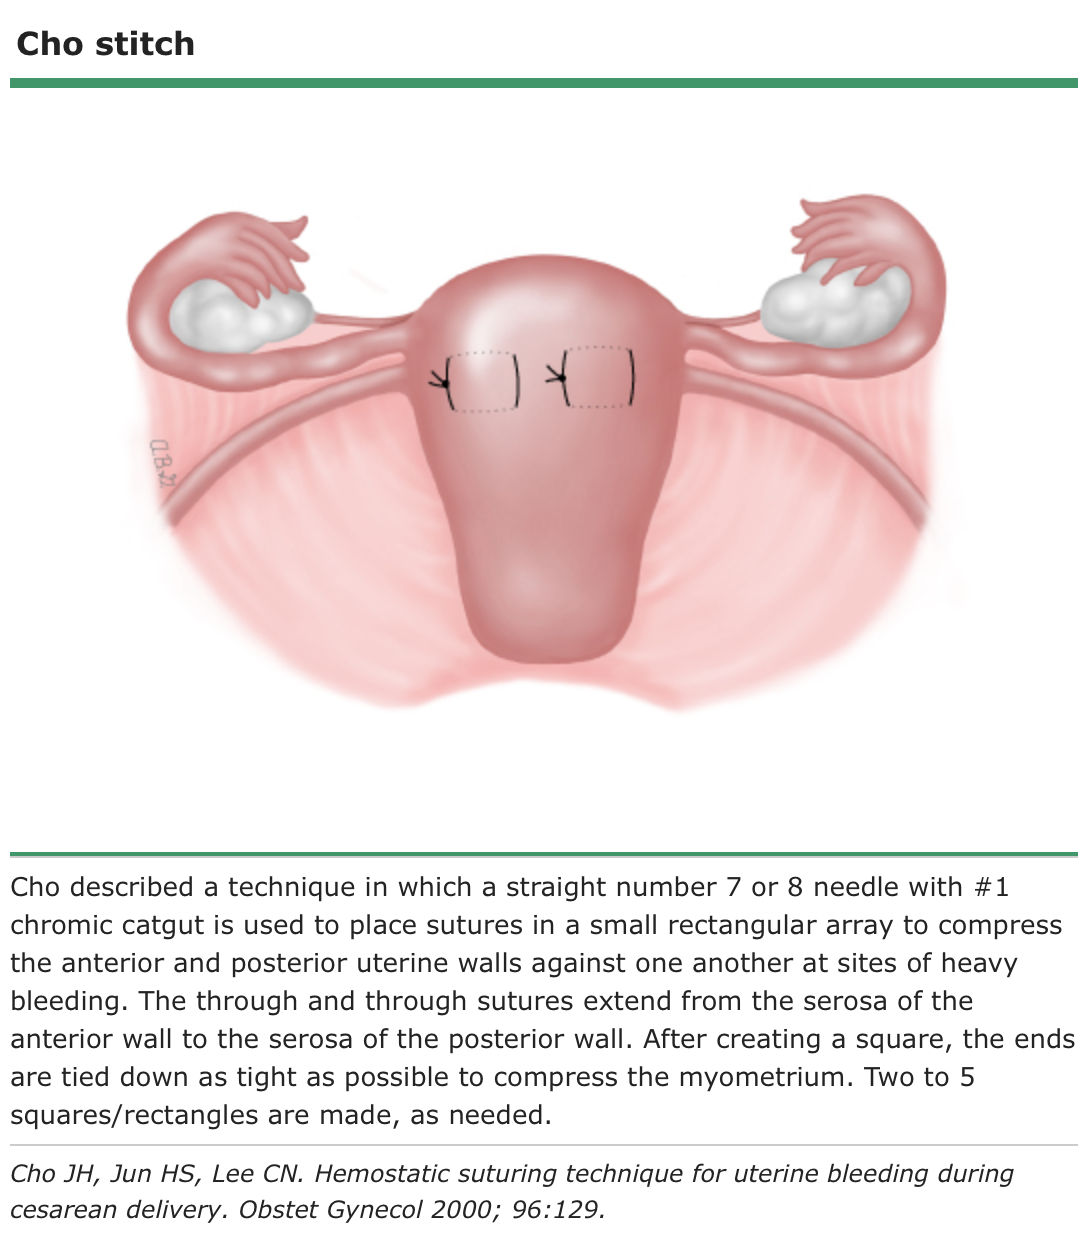 Cho stitch
Cho described a technique in which a straight number 7 or 8 needle with #1
chromic catgut is used to place sutures in a small rectangular array to compress
the anterior and posterior uterine walls against one another at sites of heavy
bleeding. The through and through sutures extend from the serosa of the
anterior wall to the serosa of the posterior wall. After creating a square, the ends
are tied down as tight as possible to compress the myometrium. Two to 5
squares/rectangles are made, as needed.
Cho JH, Jun HS, Lee CN. Hemostatic suturing technique for uterine bleeding during
cesarean delivery. Obstet Gynecol 2000; 96:129.